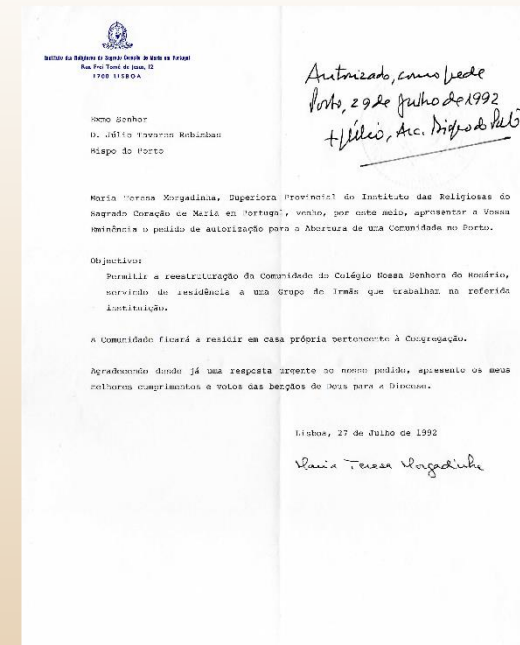 Instituto das Religiosas do Sagrado Coração de Maria em Portugal
Rua Frei Tomé de Jesus, 12
1700 LISBOA
Autorizado, como pede
Porto, 29 de Julho de 1992
+ Júlio, Arc. Bispo do Porto
Exmo Senhor
D. Júlio Tavares Rebimbas
Bispo do Porto
Maria Teresa Morgadinha, Superiora Provincial do Instituto das Religiosas do
Sagrado Coração de Maria em Portugal, venho, por este meio, apresentar a Vossa
Eminência o pedido de autorização para a Abertura de uma Comunidade no Porto.
Objectivo:
Permitir a reestruturação da Comunidade do Colégio Nossa Senhora do Rosário,
servindo de residência a uma Grupo de Irmãs que trabalham na referida
instituição.
A Comunidade ficará a residir em casa própria pertencente à Congregação.
Agradecendo desde já uma resposta urgente ao nosso pedido, apresento os meus
melhores cumprimentos e votos das bençãos de Deus para a Diocese.
Lisboa, 27 de Julho de 1992
Maria Teresa Morgadinha